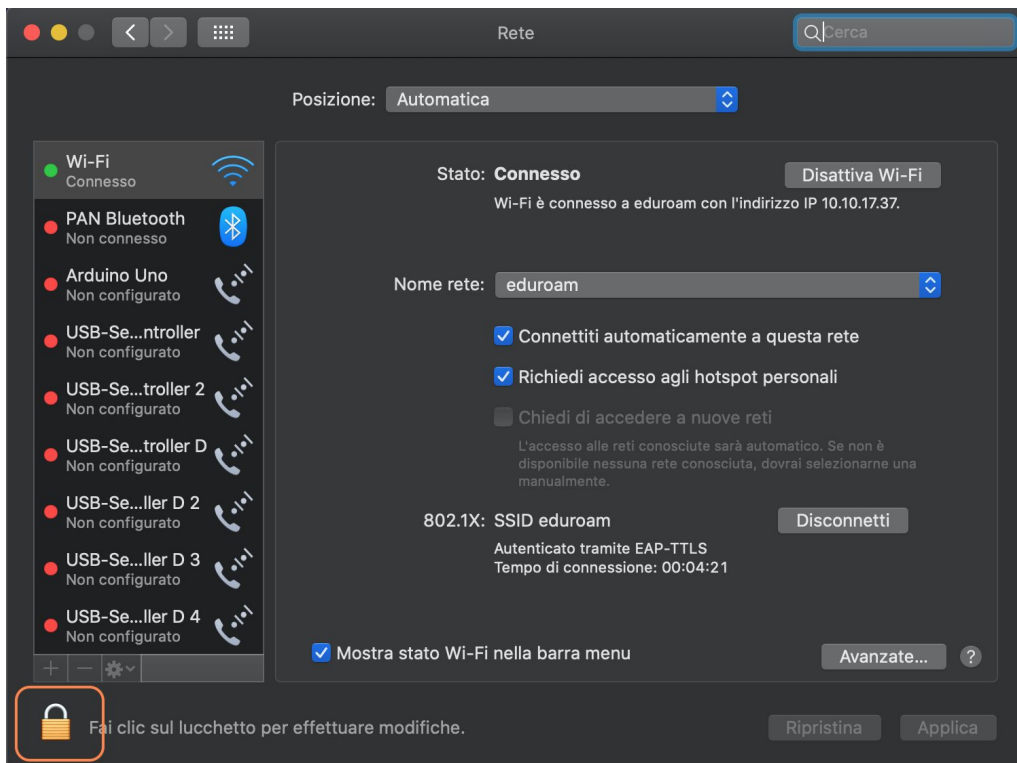 Rete
Cerca
Posizione: Automatica
Wi-Fi
Connesso
PAN Bluetooth
Non connesso
Arduino Uno
Non configurato
USB-Se...ntroller
Non configurato
USB-Se...troller 2
Non configurato
USB-Se...troller D
Non configurato
USB-Se...ller D 2
Non configurato
USB-Se...ller D 3
Non configurato
USB-Se...ller D 4
Non configurato
Stato: Connesso
Disattiva Wi-Fi
Wi-Fi è connesso a eduroam con l'indirizzo IP 10.10.17.37.
Nome rete: eduroam
Connettiti automaticamente a questa rete
Richiedi accesso agli hotspot personali
Chiedi di accedere a nuove reti
L'accesso alle reti conosciute sarà automatico. Se non è
disponibile nessuna rete conosciuta, dovrai selezionarne una
manualmente.
802.1X: SSID eduroam
Disconnetti
Autenticato tramite EAP-TTLS
Tempo di connessione: 00:04:21
Mostra stato Wi-Fi nella barra menu
Avanzate...
?
Fai clic sul lucchetto per effettuare modifiche.
Ripristina
Applica